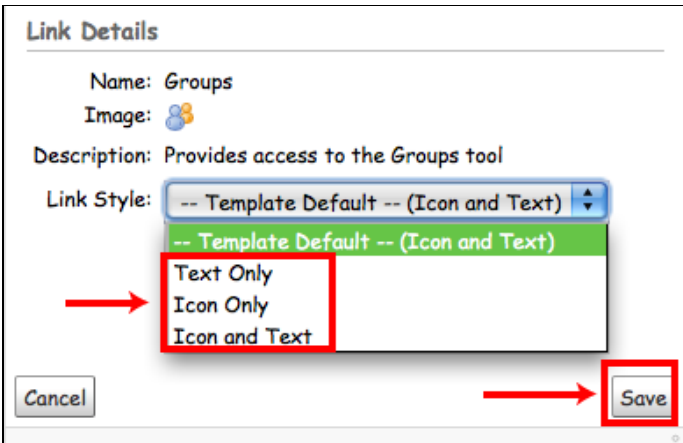 Link Details
Name: Groups
Image:
Description: Provides access to the Groups tool
Link Style: -- Template Default -- (Icon and Text)
-- Template Default -- (Icon and Text)
Text Only
Icon Only
Icon and Text
Cancel
Save